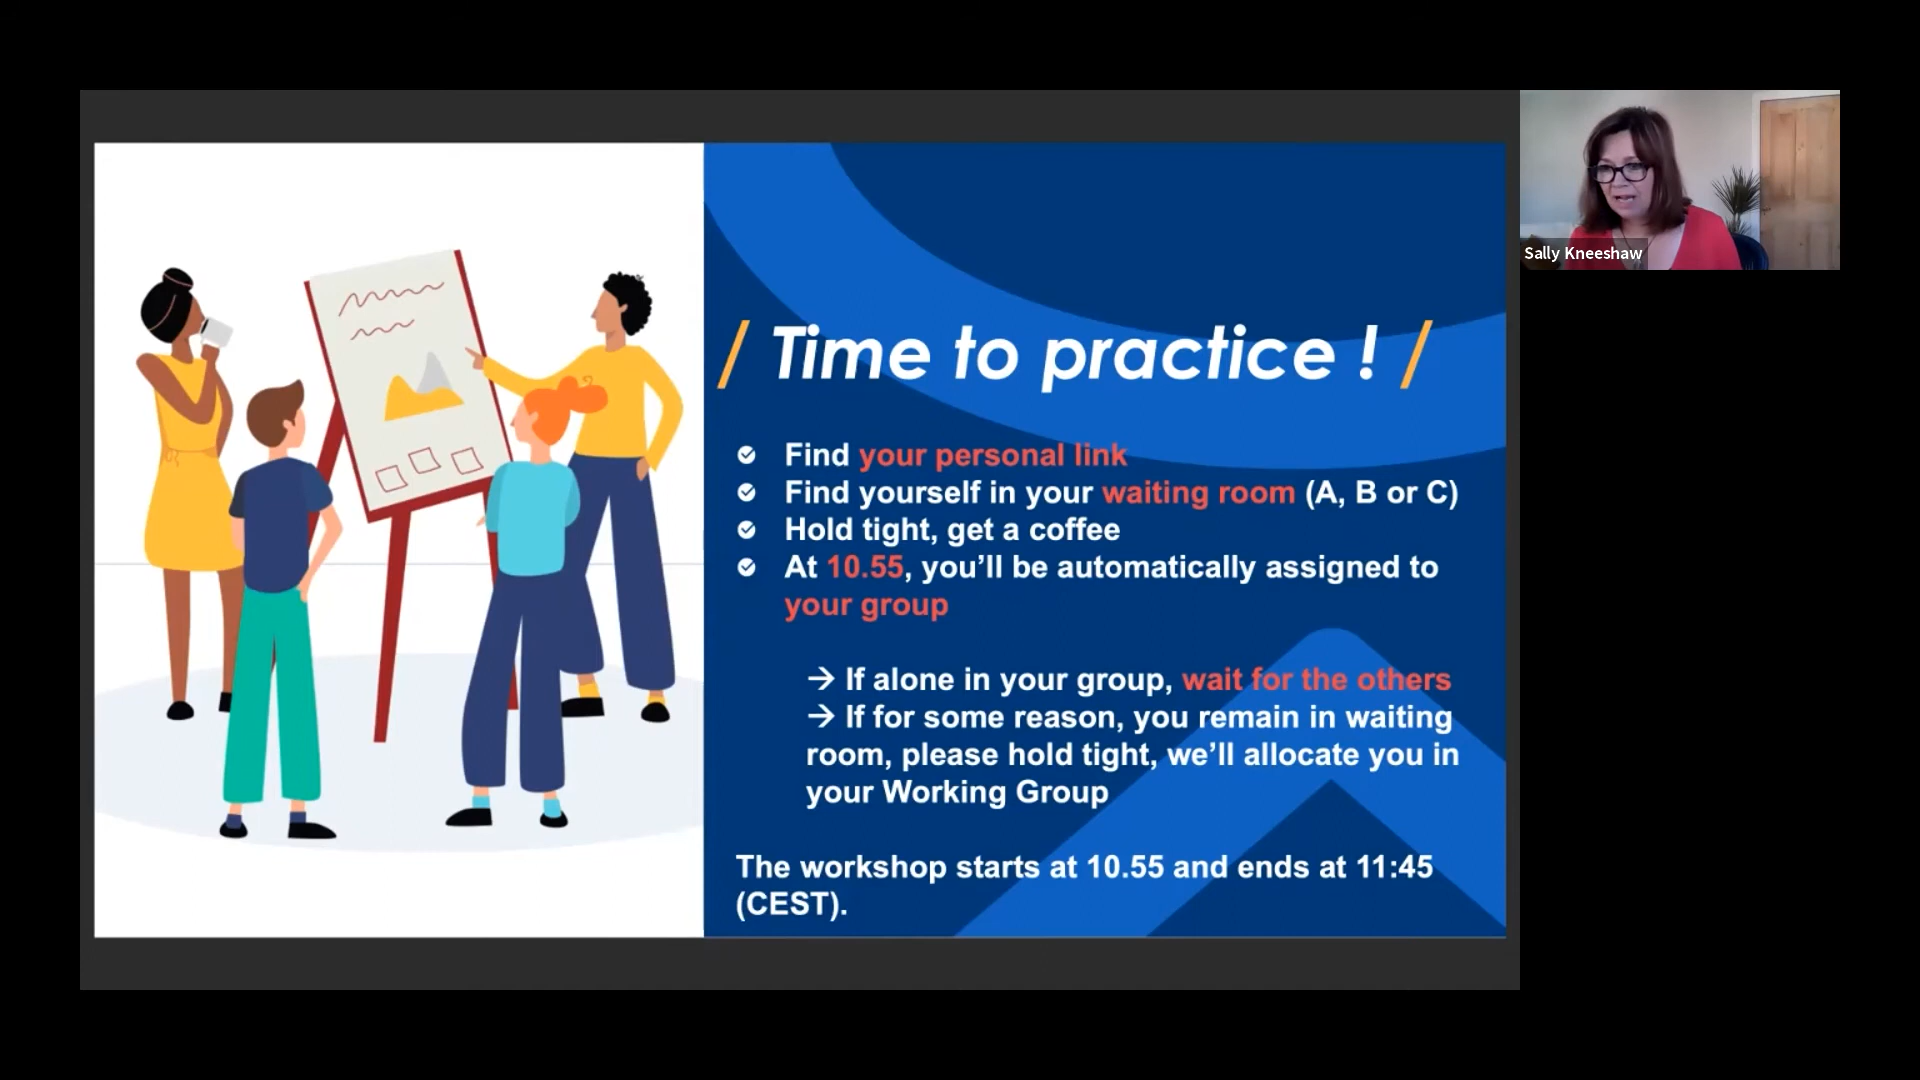 / Time to practice ! /
Find your personal link
Find yourself in your waiting room (A, B or C)
Hold tight, get a coffee
At 10.55, you’ll be automatically assigned to
your group
→ If alone in your group, wait for the others
→ If for some reason, you remain in waiting
room, please hold tight, we’ll allocate you in
your Working Group
The workshop starts at 10.55 and ends at 11:45
(CEST).
Sally Kneeshaw